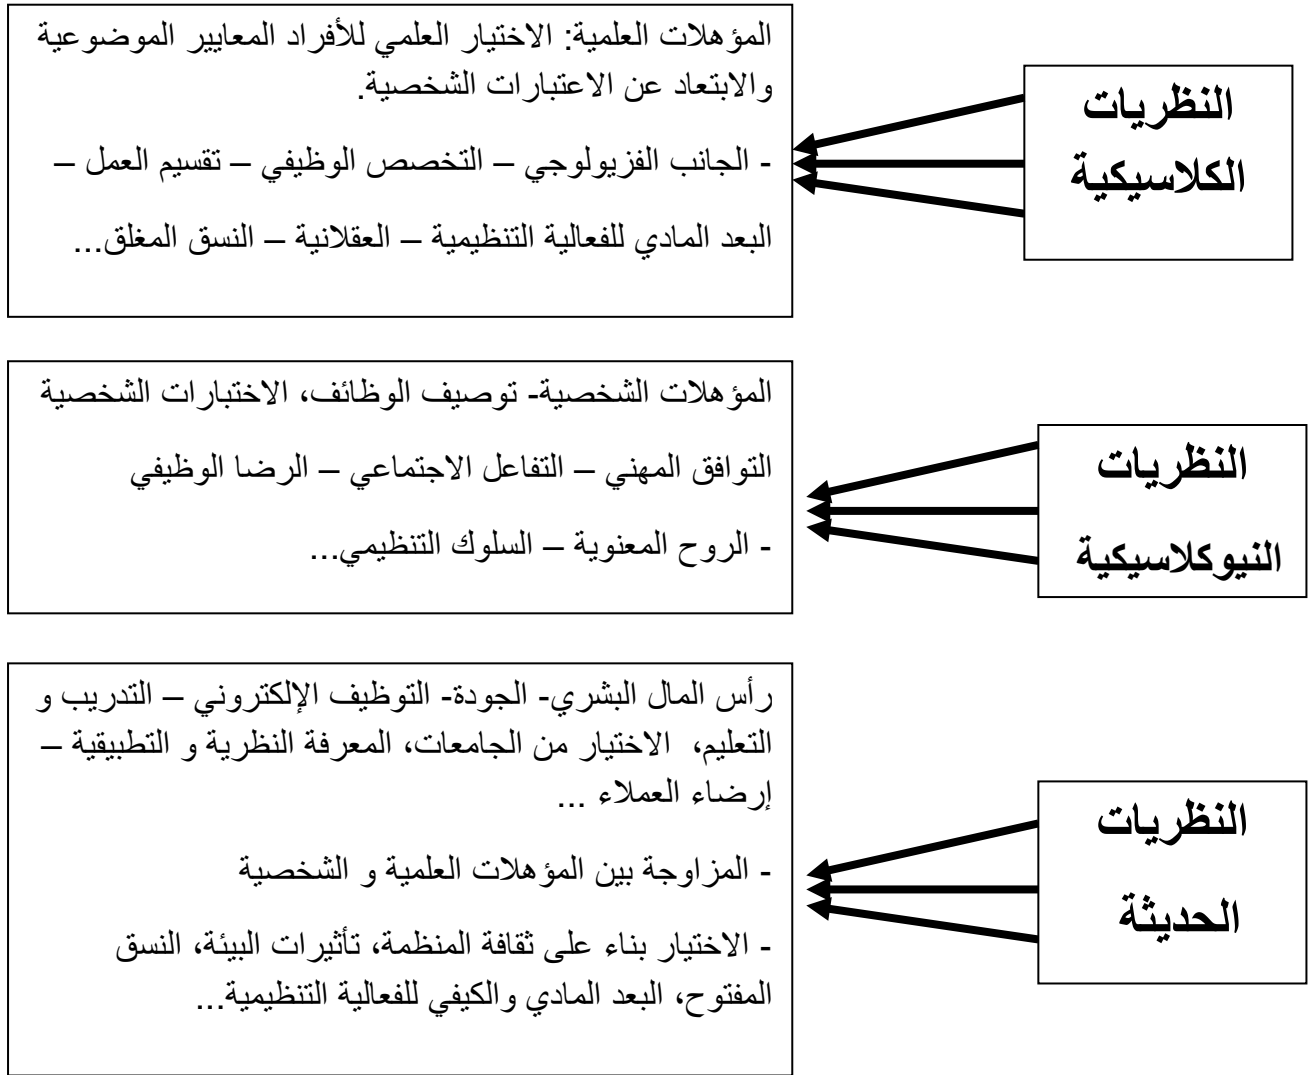 النظريات
الكلاسيكية
المؤهلات العلمية: الاختيار العلمي للأفراد المعايير الموضوعية
والابتعاد عن الاعتبارات الشخصية.
- الجانب الفزيولوجي – التخصص الوظيفي – تقسيم العمل –
البعد المادي للفعالية التنظيمية – العقلانية – النسق المغلق...
النظريات
النيوكلاسيكية
المؤهلات الشخصية- توصيف الوظائف، الاختبارات الشخصية
التوافق المهني – التفاعل الاجتماعي – الرضا الوظيفي
- الروح المعنوية – السلوك التنظيمي...
النظريات
الحديثة
رأس المال البشري- الجودة- التوظيف الإلكتروني – التدريب و
التعليم، الاختيار من الجامعات، المعرفة النظرية و التطبيقية –
إرضاء العملاء ...
- المزاوجة بين المؤهلات العلمية و الشخصية
- الاختيار بناء على ثقافة المنظمة، تأثيرات البيئة، النسق
المفتوح، البعد المادي والكيفي للفعالية التنظيمية...